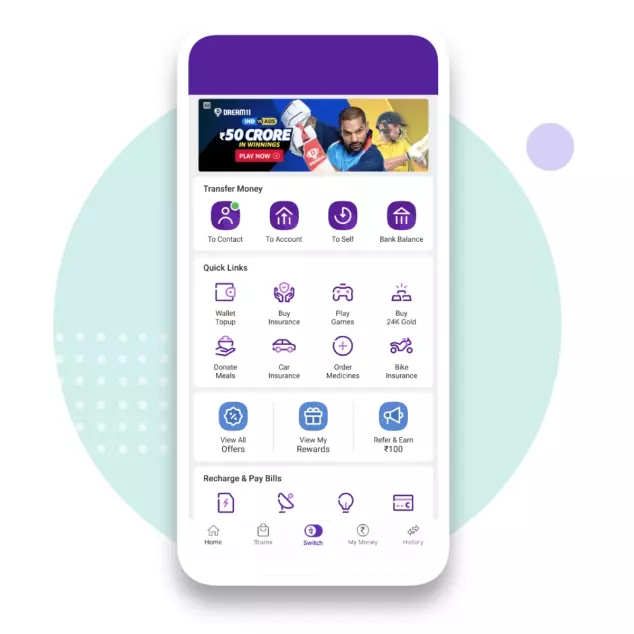 Ad
DREAM11
IND VS AUS
₹50 CRORE
IN WINNINGS
PLAY NOW
Transfer Money
To Contact
To Account
To Self
Bank Balance
Quick Links
Wallet
Topup
Buy
Insurance
Play
Games
Buy
24K Gold
Donate
Meals
Car
Insurance
Order
Medicines
Bike
Insurance
View All
Offers
View My
Rewards
Refer & Earn
₹100
Recharge & Pay Bills
Home
Stores
Switch
My Money
History